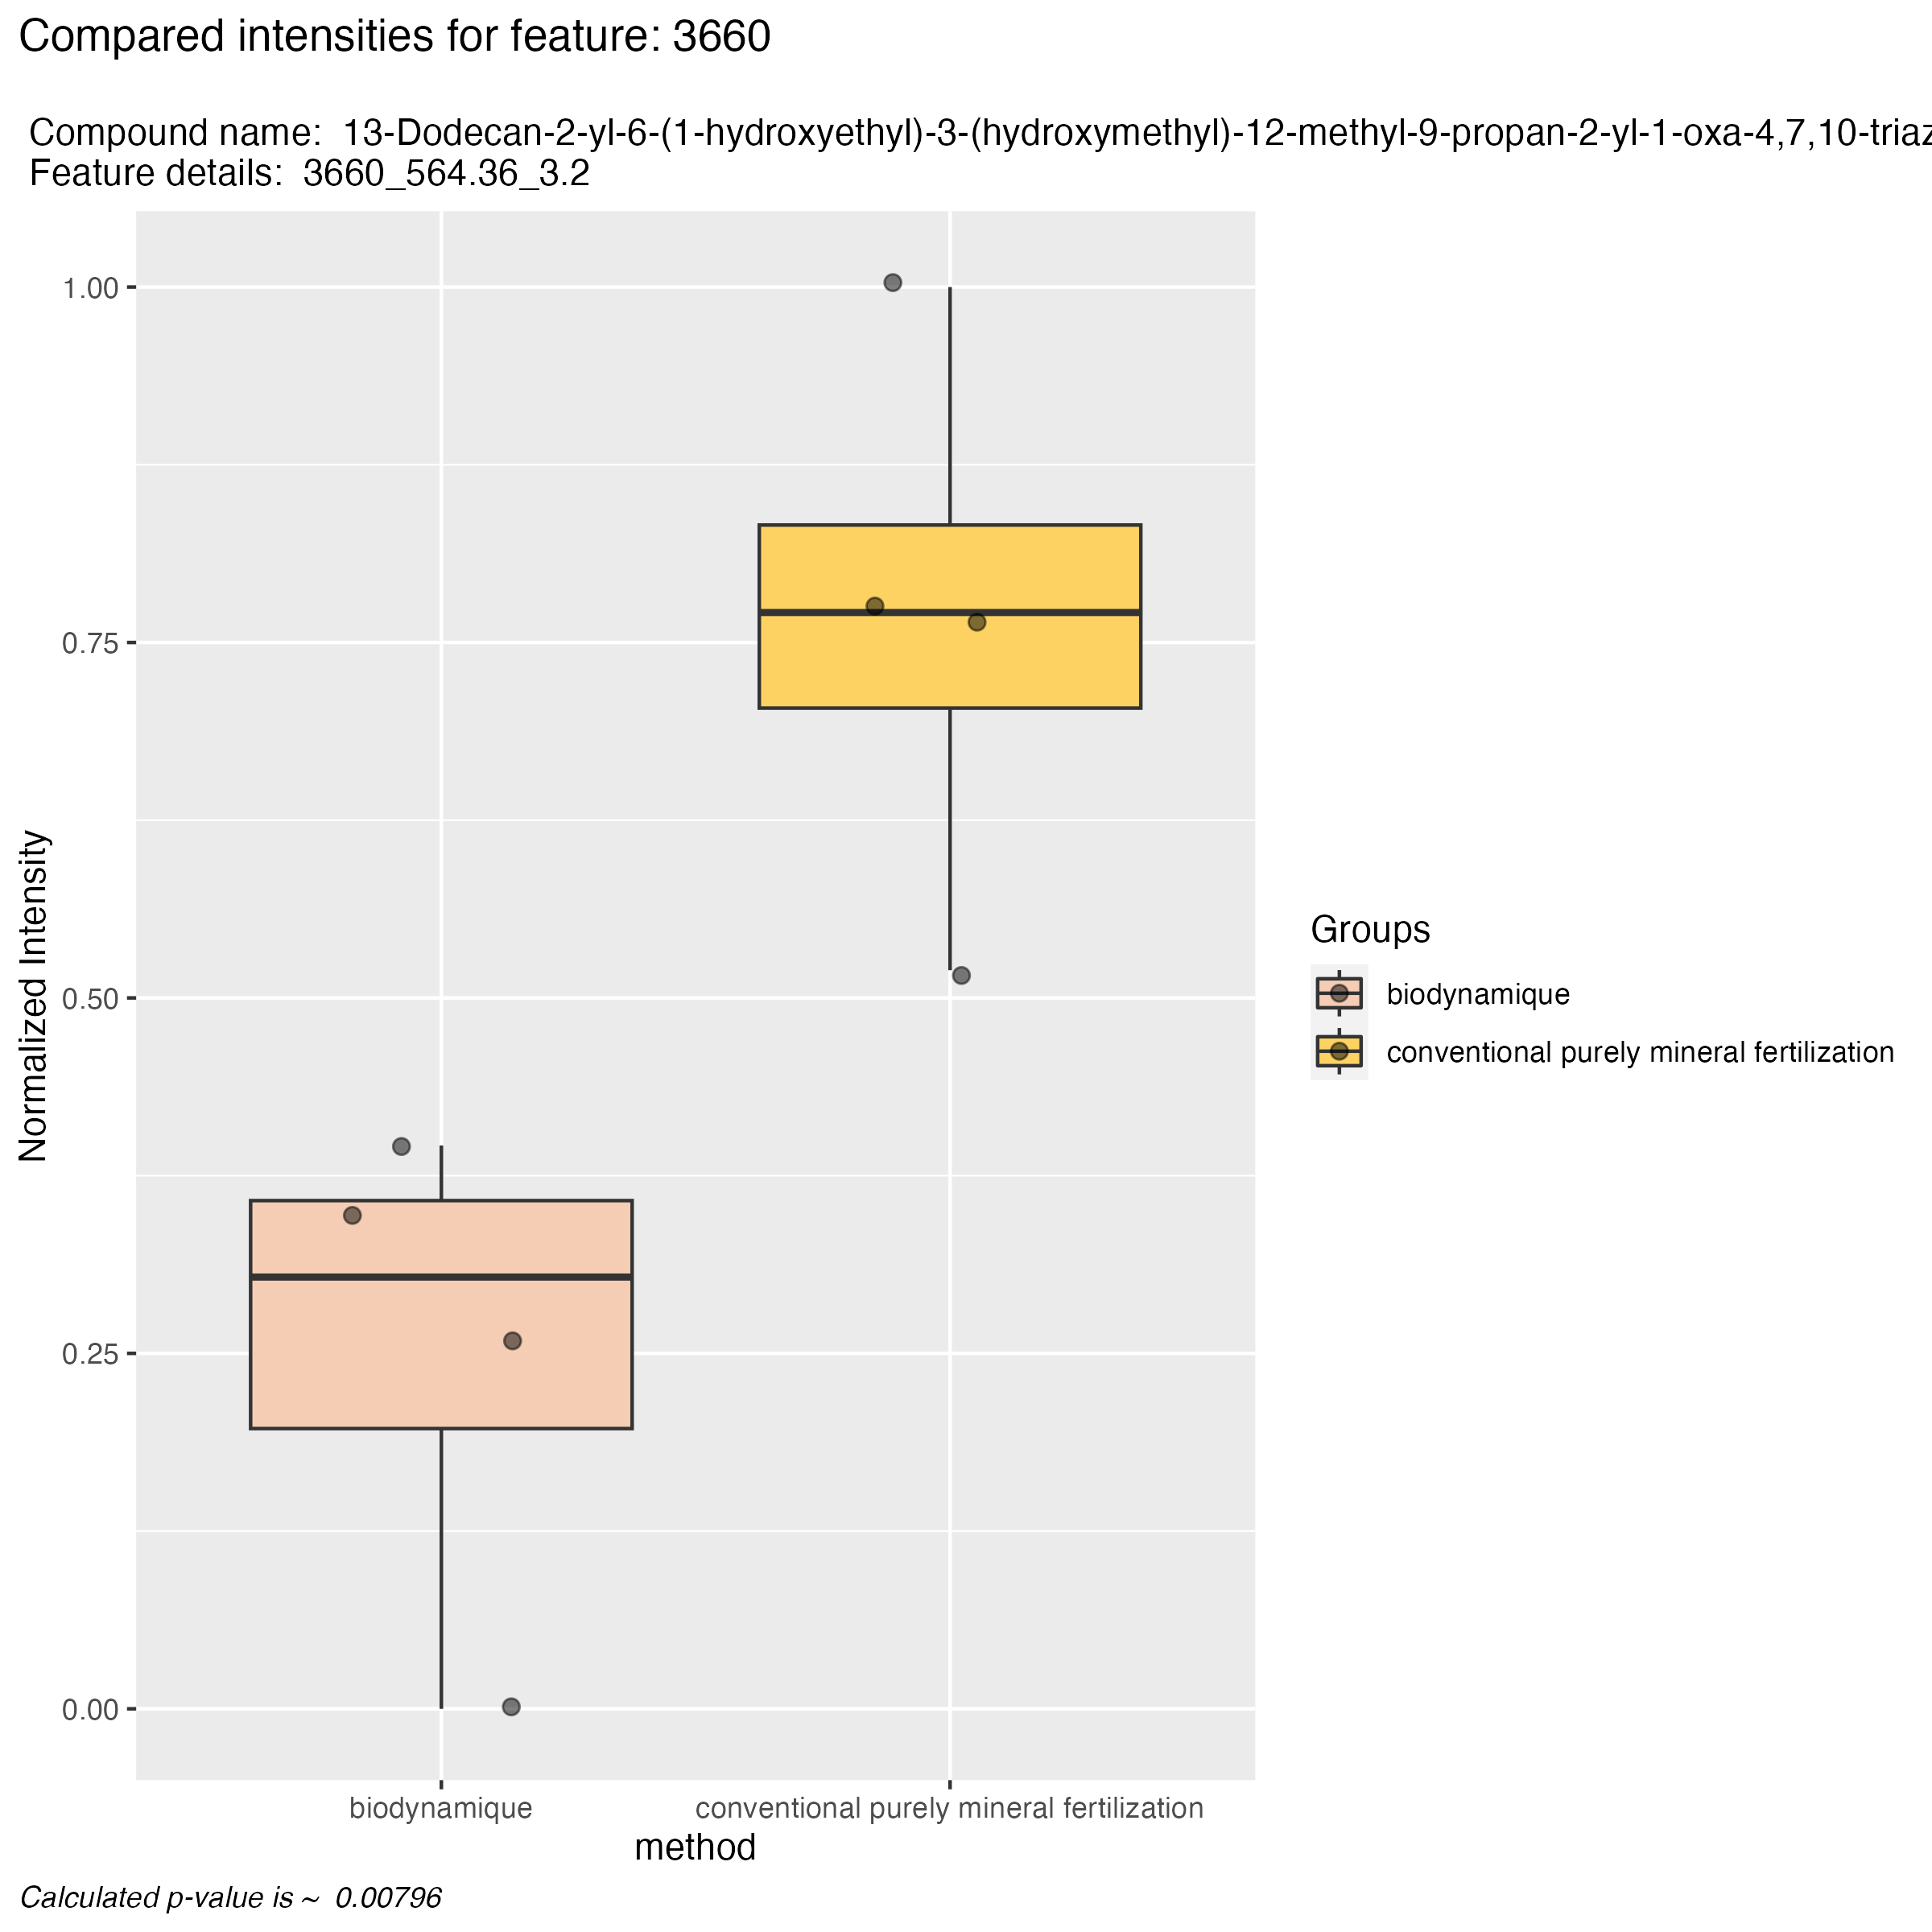 Compared intensities for feature: 3660
Compound name:  13-Dodecan-2-yl-6-(1-hydroxyethyl)-3-(hydroxymethyl)-12-methyl-9-propan-2-yl-1-oxa-4,7,10-triaz
Feature details:  3660_564.36_3.2
1.00
0.75
0.50
0.25
0.00
Normalized Intensity
biodynamique
conventional purely mineral fertilization
method
Groups
biodynamique
conventional purely mineral fertilization
Calculated p-value is ~  0.00796